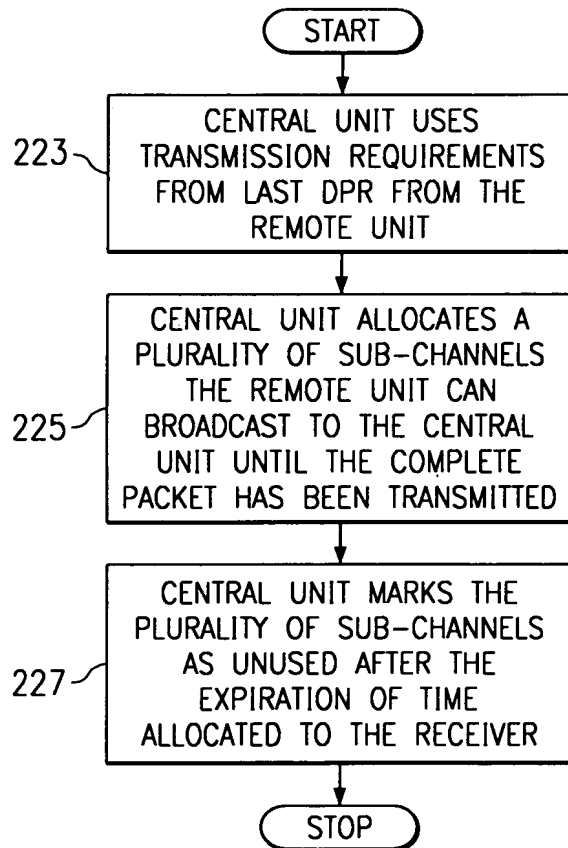 START
223
CENTRAL UNIT USES
TRANSMISSION REQUIREMENTS
FROM LAST DPR FROM THE
REMOTE UNIT
225
CENTRAL UNIT ALLOCATES A
PLURALITY OF SUB-CHANNELS
THE REMOTE UNIT CAN
BROADCAST TO THE CENTRAL
UNIT UNTIL THE COMPLETE
PACKET HAS BEEN TRANSMITTED
227
CENTRAL UNIT MARKS THE
PLURALITY OF SUB-CHANNELS
AS UNUSED AFTER THE
EXPIRATION OF TIME
ALLOCATED TO THE RECEIVER
STOP